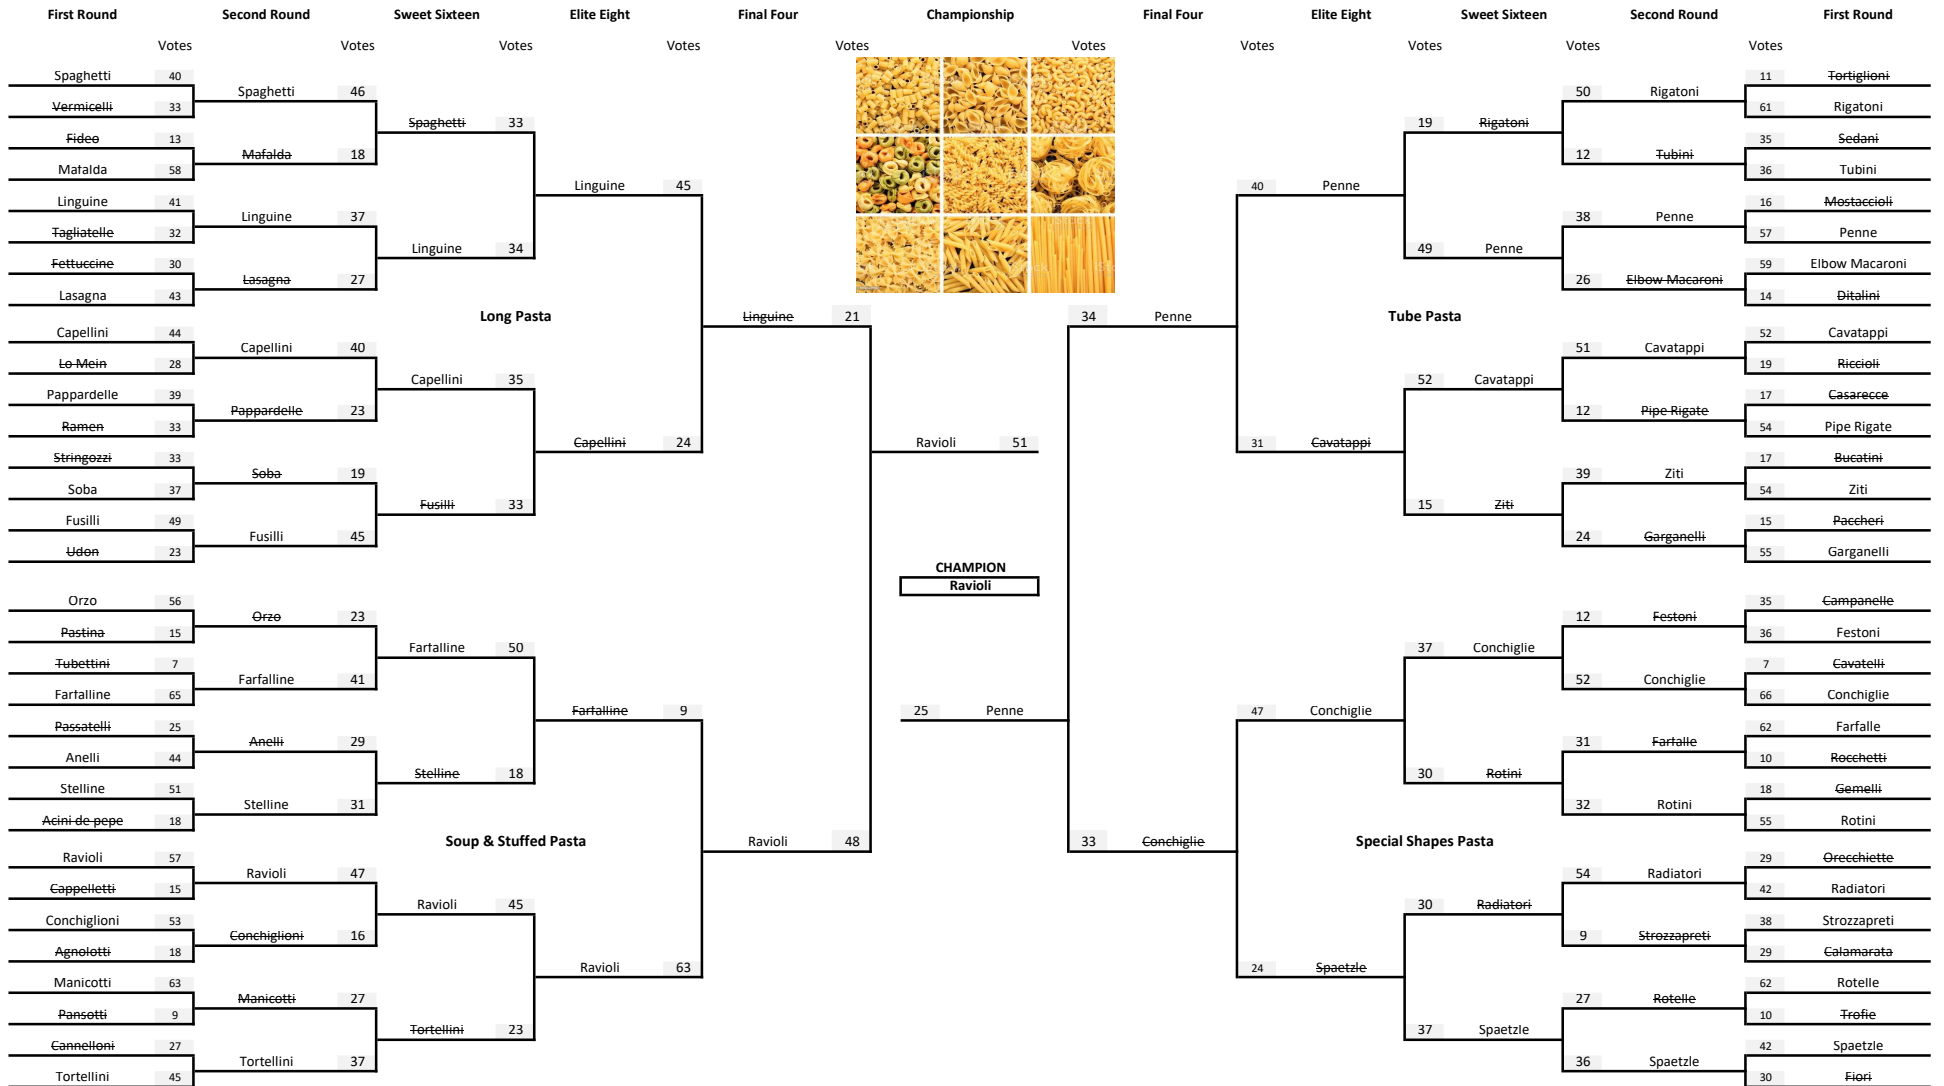 First Round Second Round Sweet Sixteen Elite Eight Final Four Championship Final Four Elite Eight Sweet Sixteen Second Round First Round
Votes Votes Votes Votes Votes Votes Votes Votes Votes Votes
Spaghetti 40 11 Tortiglioni
Spaghetti 46 50 Rigatoni
Vermicelli 33 61 Rigatoni
Spaghetti 33 19 Rigatoni
Fideo 13 35 Sedani
Mafalda 18 12 Tubini
Mafalda 58 36 Tubini
Linguine 45 40 Penne
Linguine 41 16 Mostaccioli
Linguine 37 38 Penne
Tagliatelle 32 57 Penne
Linguine 34 49 Penne
Fettuccine 30 59 Elbow Macaroni
Lasagna 27 26 Elbow Macaroni
Lasagna 43 14 Ditalini
Long Pasta Linguine 21 34 Penne Tube Pasta
Capellini 44 52 Cavatappi
Capellini 40 51 Cavatappi
Lo Mein 28 19 Riccioli
Capellini 35 52 Cavatappi
Pappardelle 39 17 Casarecce
Pappardelle 23 12 Pipe Rigate
Ramen 33 54 Pipe Rigate
Capellini 24 Ravioli 51 31 Cavatappi
Stringozzi 33 17 Bucatini
Soba 19 39 Ziti
Soba 37 54 Ziti
Fusilli 33 15 Ziti
Fusilli 49 15 Paccheri
Fusilli 45 24 Garganelli
Udon 23 55 Garganelli
CHAMPION
Ravioli
Orzo 56 35 Campanelle
Orzo 23 12 Festoni
Pastina 15 36 Festoni
Farfalline 50 37 Conchiglie
Tubettini 7 7 Cavatelli
Farfalline 41 52 Conchiglie
Farfalline 65 66 Conchiglie
Farfalline 9 25 Penne 47 Conchiglie
Passatelli 25 62 Farfalle
Anelli 29 31 Farfalle
Anelli 44 10 Rocchetti
Stelline 18 30 Rotini
Stelline 51 18 Gemelli
Stelline 31 32 Rotini
Acini de pepe 18 55 Rotini
Soup & Stuffed Pasta Ravioli 48 33 Conchiglie Special Shapes Pasta
Ravioli 57 29 Orecchiette
Ravioli 47 54 Radiatori
Cappelletti 15 42 Radiatori
Ravioli 45 30 Radiatori
Conchiglioni 53 38 Strozzapreti
Conchiglioni 16 9 Strozzapreti
Agnolotti 18 29 Calamarata
Ravioli 63 24 Spaetzle
Manicotti 63 62 Rotelle
Manicotti 27 27 Rotelle
Pansotti 9 10 Trofie
Tortellini 23 37 Spaetzle
Cannelloni 27 42 Spaetzle
Tortellini 37 36 Spaetzle
Tortellini 45 30 Fiori